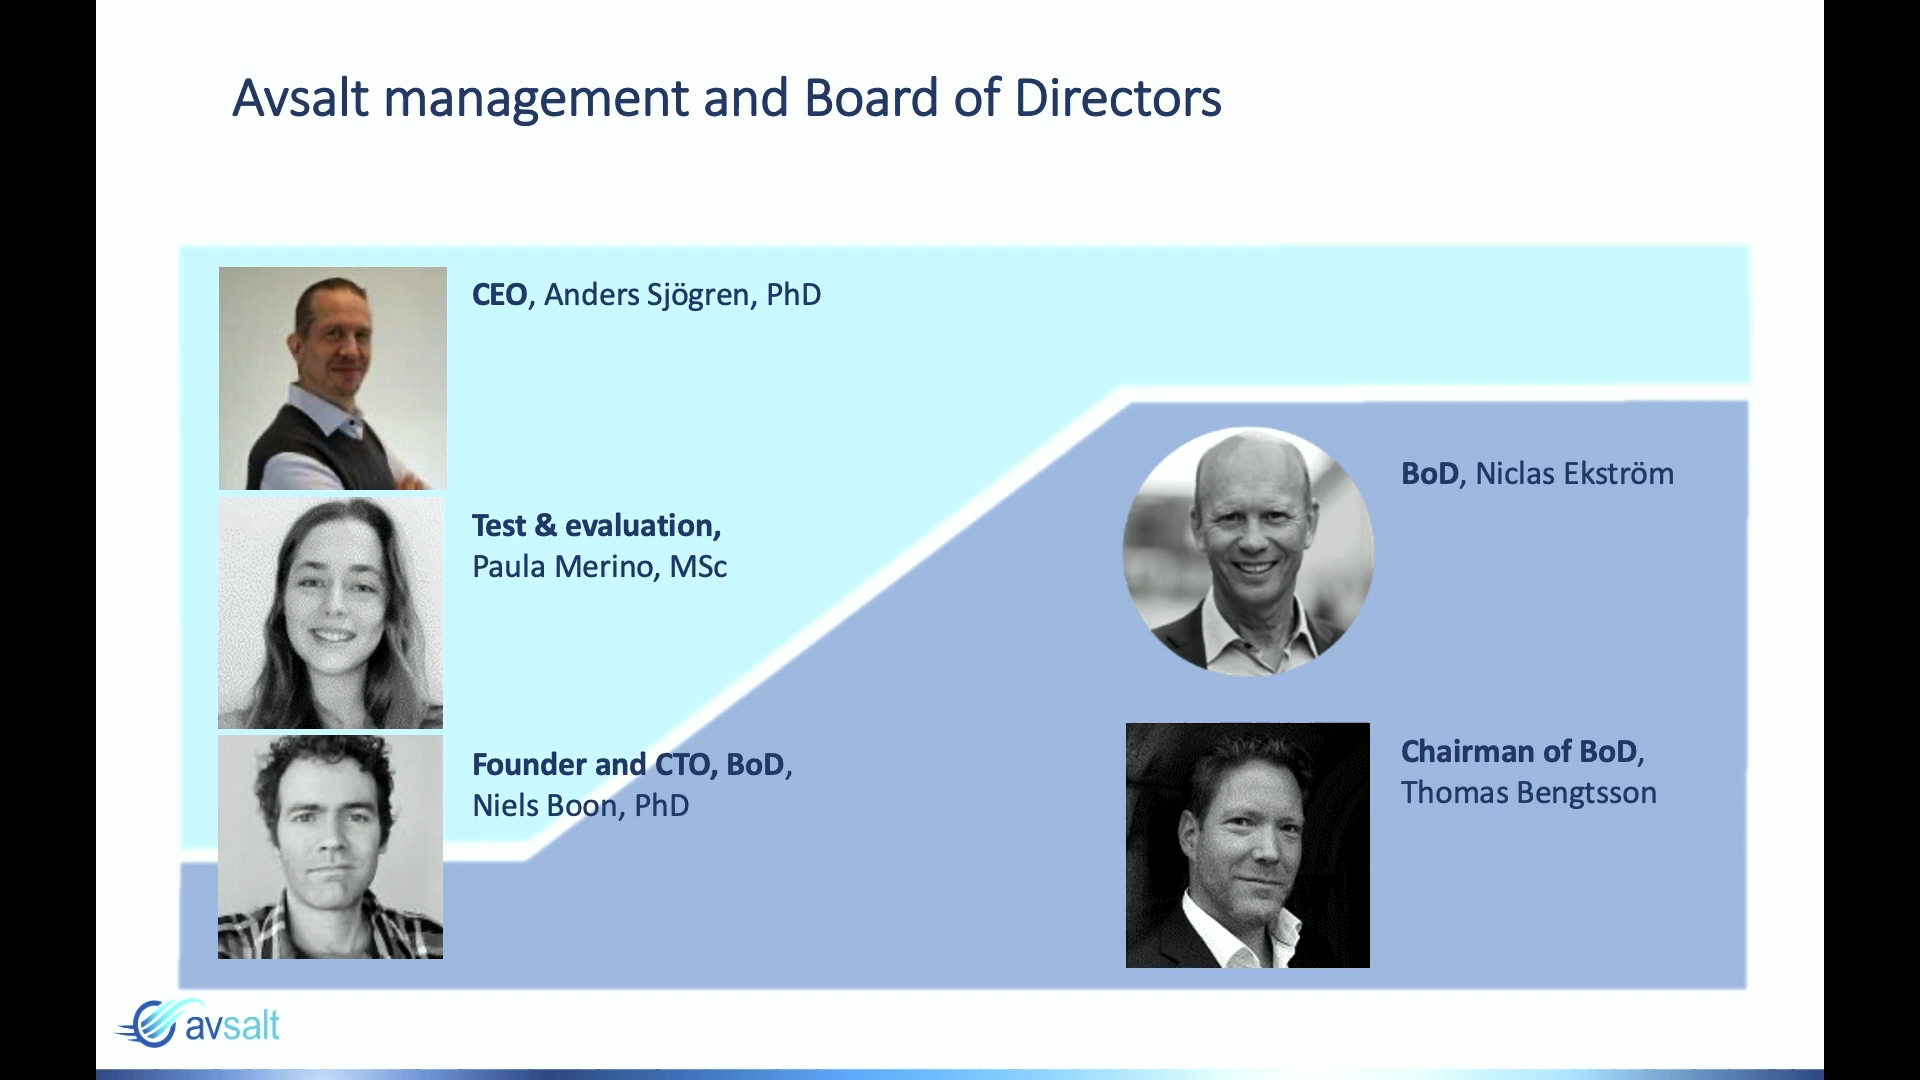 Avsalt management and Board of Directors
CEO, Anders Sjögren, PhD
Test & evaluation,
Paula Merino, MSc
Founder and CTO, BoD,
Niels Boon, PhD
BoD, Niclas Ekström
Chairman of BoD,
Thomas Bengtsson
avsalt